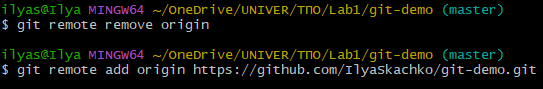 ilyas@Ilya MINGW64 ~/OneDrive/UNIVER/ТПО/Lab1/git-demo (master)
$ git remote remove origin
ilyas@Ilya MINGW64 ~/OneDrive/UNIVER/ТПО/Lab1/git-demo (master)
$ git remote add origin https://github.com/IlyaSkachko/git-demo.git